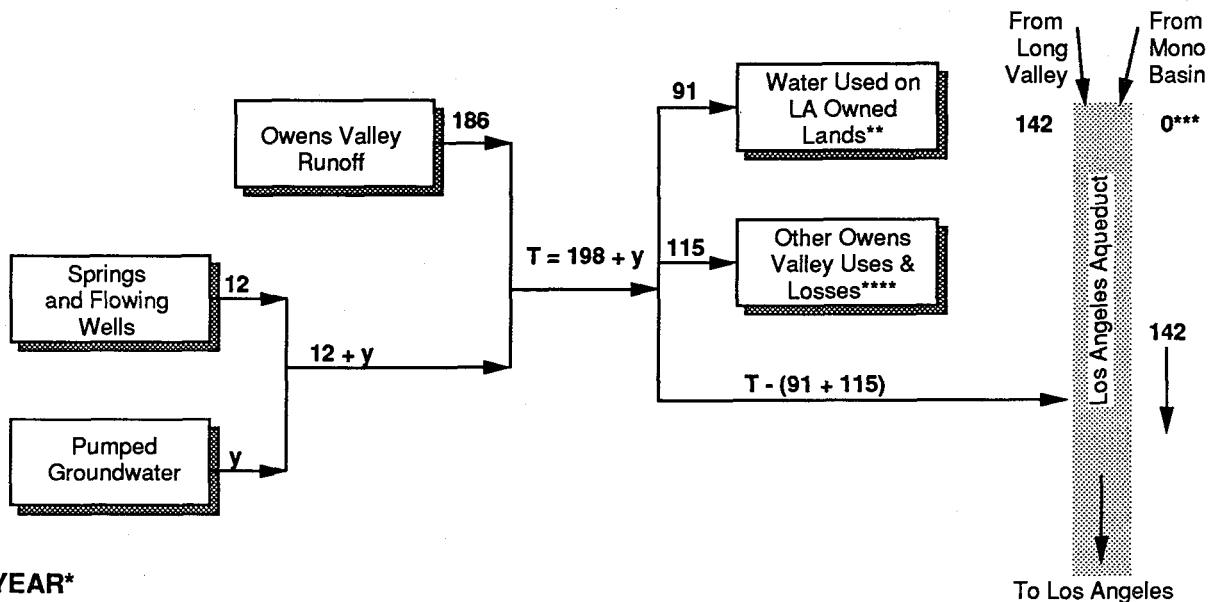 From
Long
Valley
From
Mono
Basin
142
0***
Owens Valley
Runoff
186
91
Water Used on
LA Owned
Lands**
Springs
and Flowing
Wells
12
12 + y
T = 198 + y
115
Other Owens
Valley Uses &
Losses****
Los Angeles Aqueduct
142
Pumped
Groundwater
y
T - (91 + 115)
YEAR*
To Los Angeles